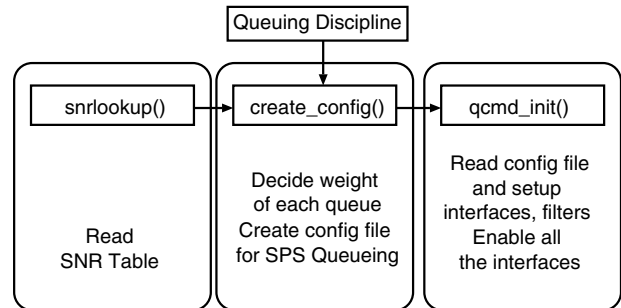 Queuing Discipline
snrlookup()
create_config()
qcmd_init()
Read
SNR Table
Decide weight
of each queue
Create config file
for SPS Queueing
Read config file
and setup
interfaces, filters
Enable all
the interfaces